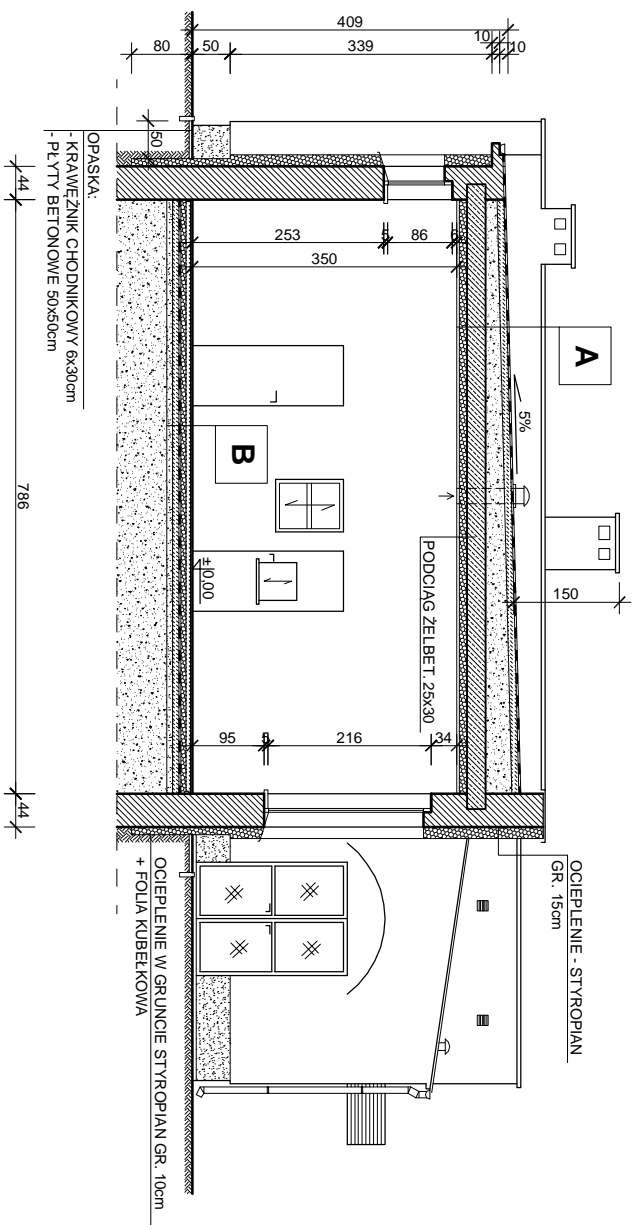 409
80
50
339
10
10
50
OPASKA:
- KRAWĘŻNIK CHODNIKOWY 6x30cm
- PŁYTY BETONOWE 50x50cm
44
253
5
86
6
350
A
5%
B
PODCIĄG ŻELBET. 25x30
±0,00
150
786
95
5
216
34
44
OCIEPLENIE - STYROPIAN
GR. 15cm
OCIEPLENIE W GRUNCIE STYROPIAN GR. 10cm
+ FOLIA KUBEŁKOWA